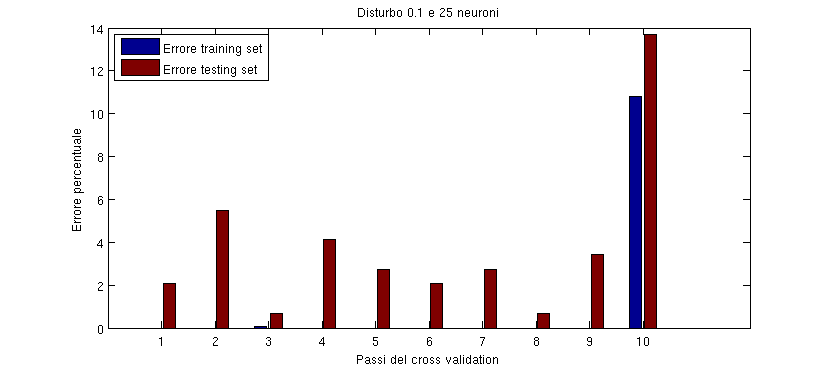 Disturbo 0.1 e 25 neuroni
Errore training set
Errore testing set
Errore percentuale
14
12
10
8
6
4
2
0
1 2 3 4 5 6 7 8 9 10
Passi del cross validation